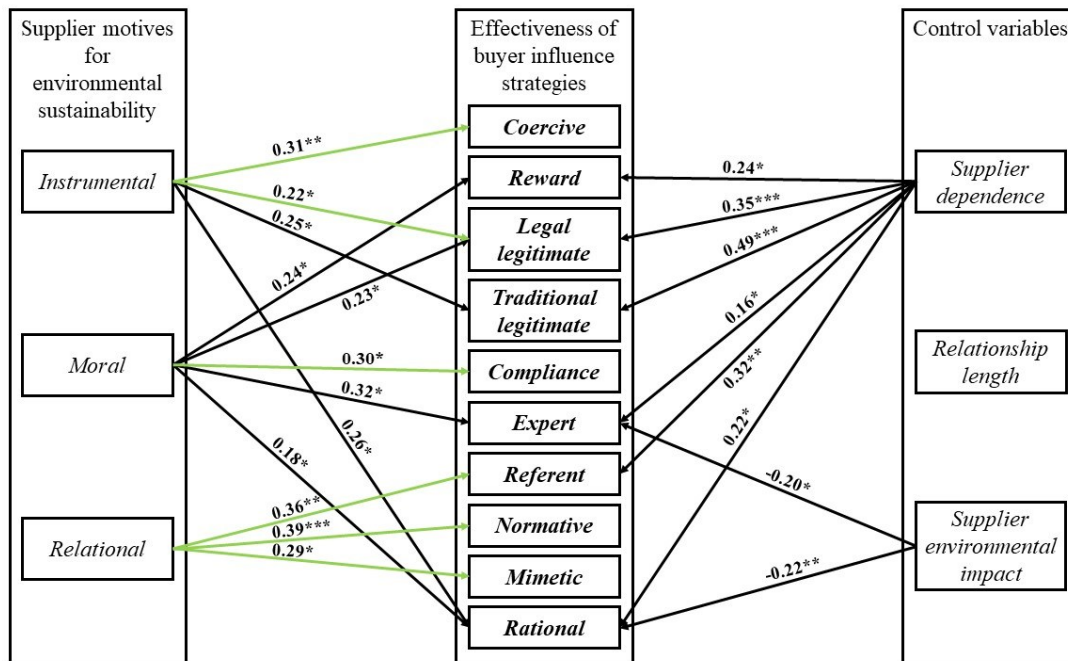 Supplier motives
for
environmental
sustainability
Instrumental
Moral
Relational
0.31**
0.22*
0.25*
0.24*
0.23*
0.30*
0.32*
0.26*
0.18*
0.36**
0.39***
0.29*
Effectiveness of
buyer influence
strategies
Coercive
Reward
Legal
legitimate
Traditional
legitimate
Compliance
Expert
Referent
Normative
Mimetic
Rational
0.24*
0.35***
0.49***
0.16*
0.32**
0.22*
-0.20*
-0.22**
Control variables
Supplier
dependence
Relationship
length
Supplier
environmental
impact